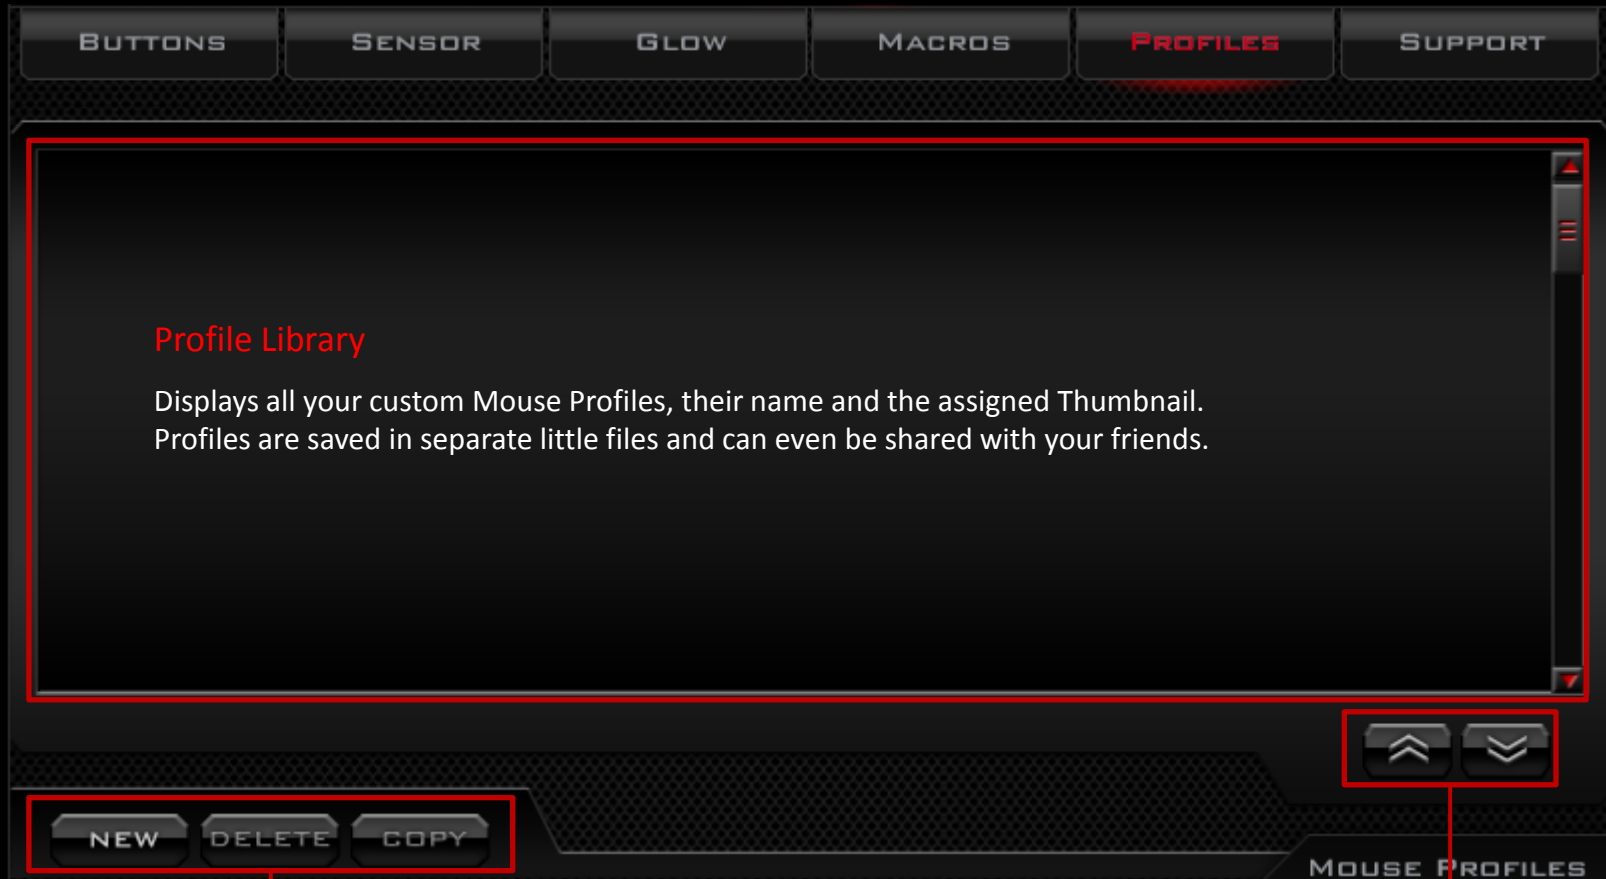 BUTTONS SENSOR GLOW MACROS PROFILES SUPPORT
Profile Library
Displays all your custom Mouse Profiles, their name and the assigned Thumbnail.
Profiles are saved in separate little files and can even be shared with your friends.
NEW DELETE COPY
MOUSE PROFILES